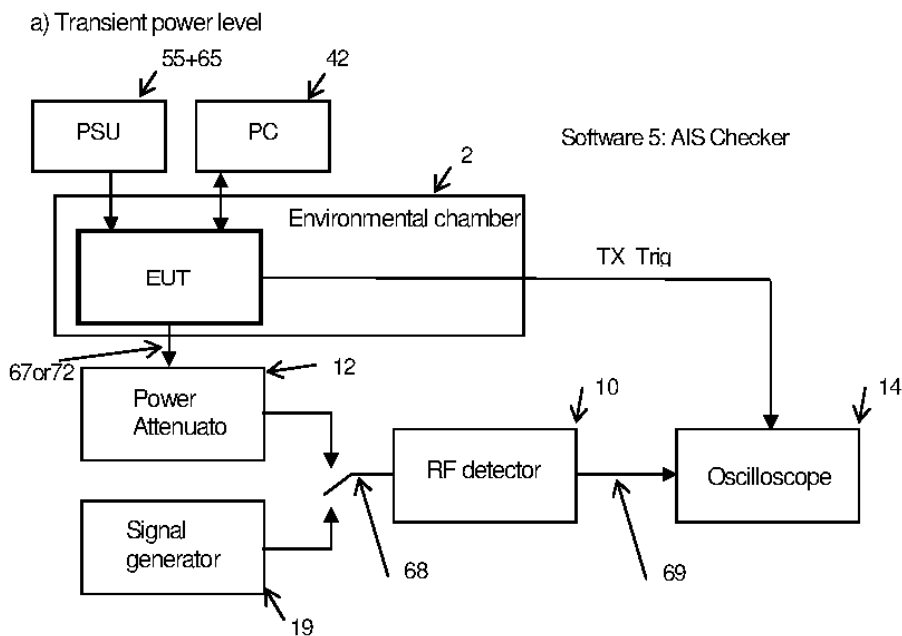 a) Transient power level
55+65
42
PSU
PC
Software 5: AIS Checker
2
Environmental chamber
EUT
TX Trig
67or72
12
Power
Attenuato
10
14
RF detector
Oscilloscope
Signal
generator
68
69
19